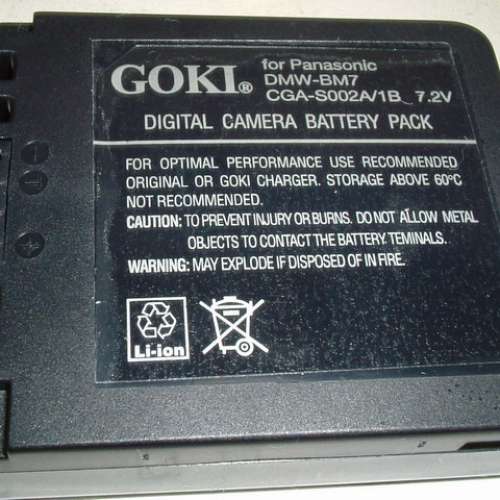 GOKI® for Panasonic
DMW-BM7
CGA-S002A/1B 7.2V
DIGITAL CAMERA BATTERY PACK
FOR OPTIMAL PERFORMANCE USE RECOMMENDED
ORIGINAL OR GOKI CHARGER. STORAGE ABOVE 60°C
NOT RECOMMENDED.
CAUTION: TO PREVENT INJURY OR BURNS. DO NOT ALLOW METAL
OBJECTS TO CONTACT THE BATTERY TEMINALS.
WARNING: MAY EXPLODE IF DISPOSED OF IN FIRE.
Li-ion